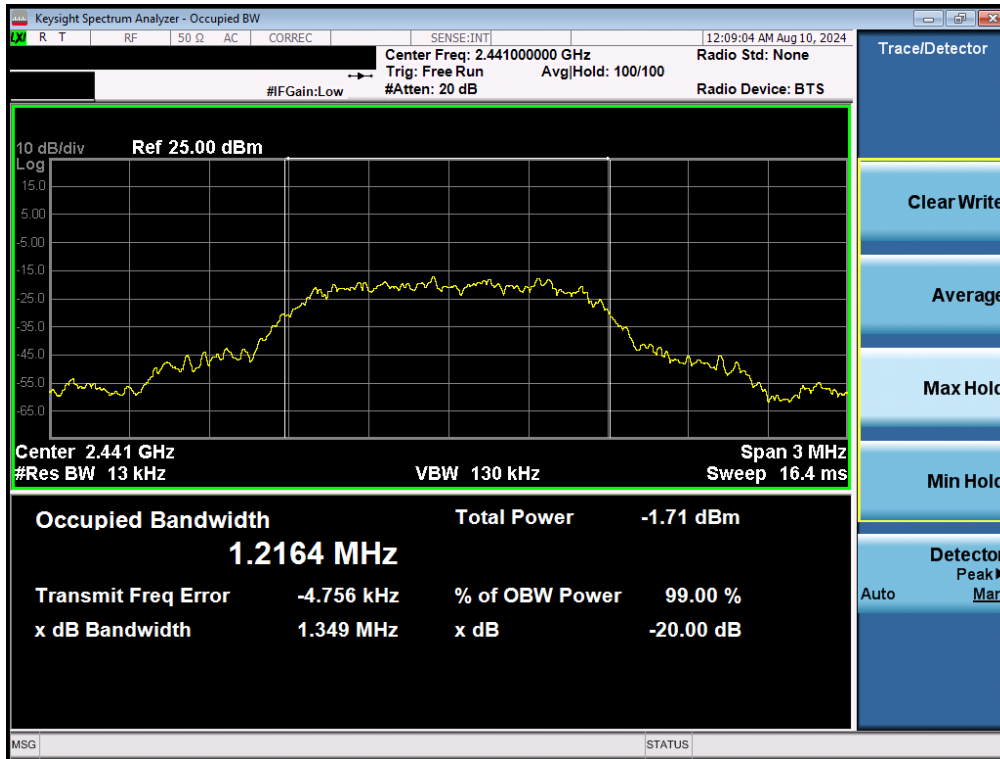 Keysight Spectrum Analyzer - Occupied BW
LXI R T RF 50 Ω AC CORREC SENSE:INT 12:09:04 AM Aug 10, 2024
Center Freq: 2.441000000 GHz Radio Std: None
Trig: Free Run Avg|Hold: 100/100
#IFGain:Low #Atten: 20 dB Radio Device: BTS
10 dB/div Ref 25.00 dBm
Log
15.0
5.00
-5.00
-15.0
-25.0
-35.0
-45.0
-55.0
-65.0
Center 2.441 GHz Span 3 MHz
#Res BW 13 kHz VBW 130 kHz Sweep 16.4 ms
Occupied Bandwidth Total Power -1.71 dBm
1.2164 MHz
Transmit Freq Error -4.756 kHz % of OBW Power 99.00 %
x dB Bandwidth 1.349 MHz x dB -20.00 dB
MSG STATUS
Trace/Detector
Clear Write
Average
Max Hold
Min Hold
Detector
Peak
Auto Man